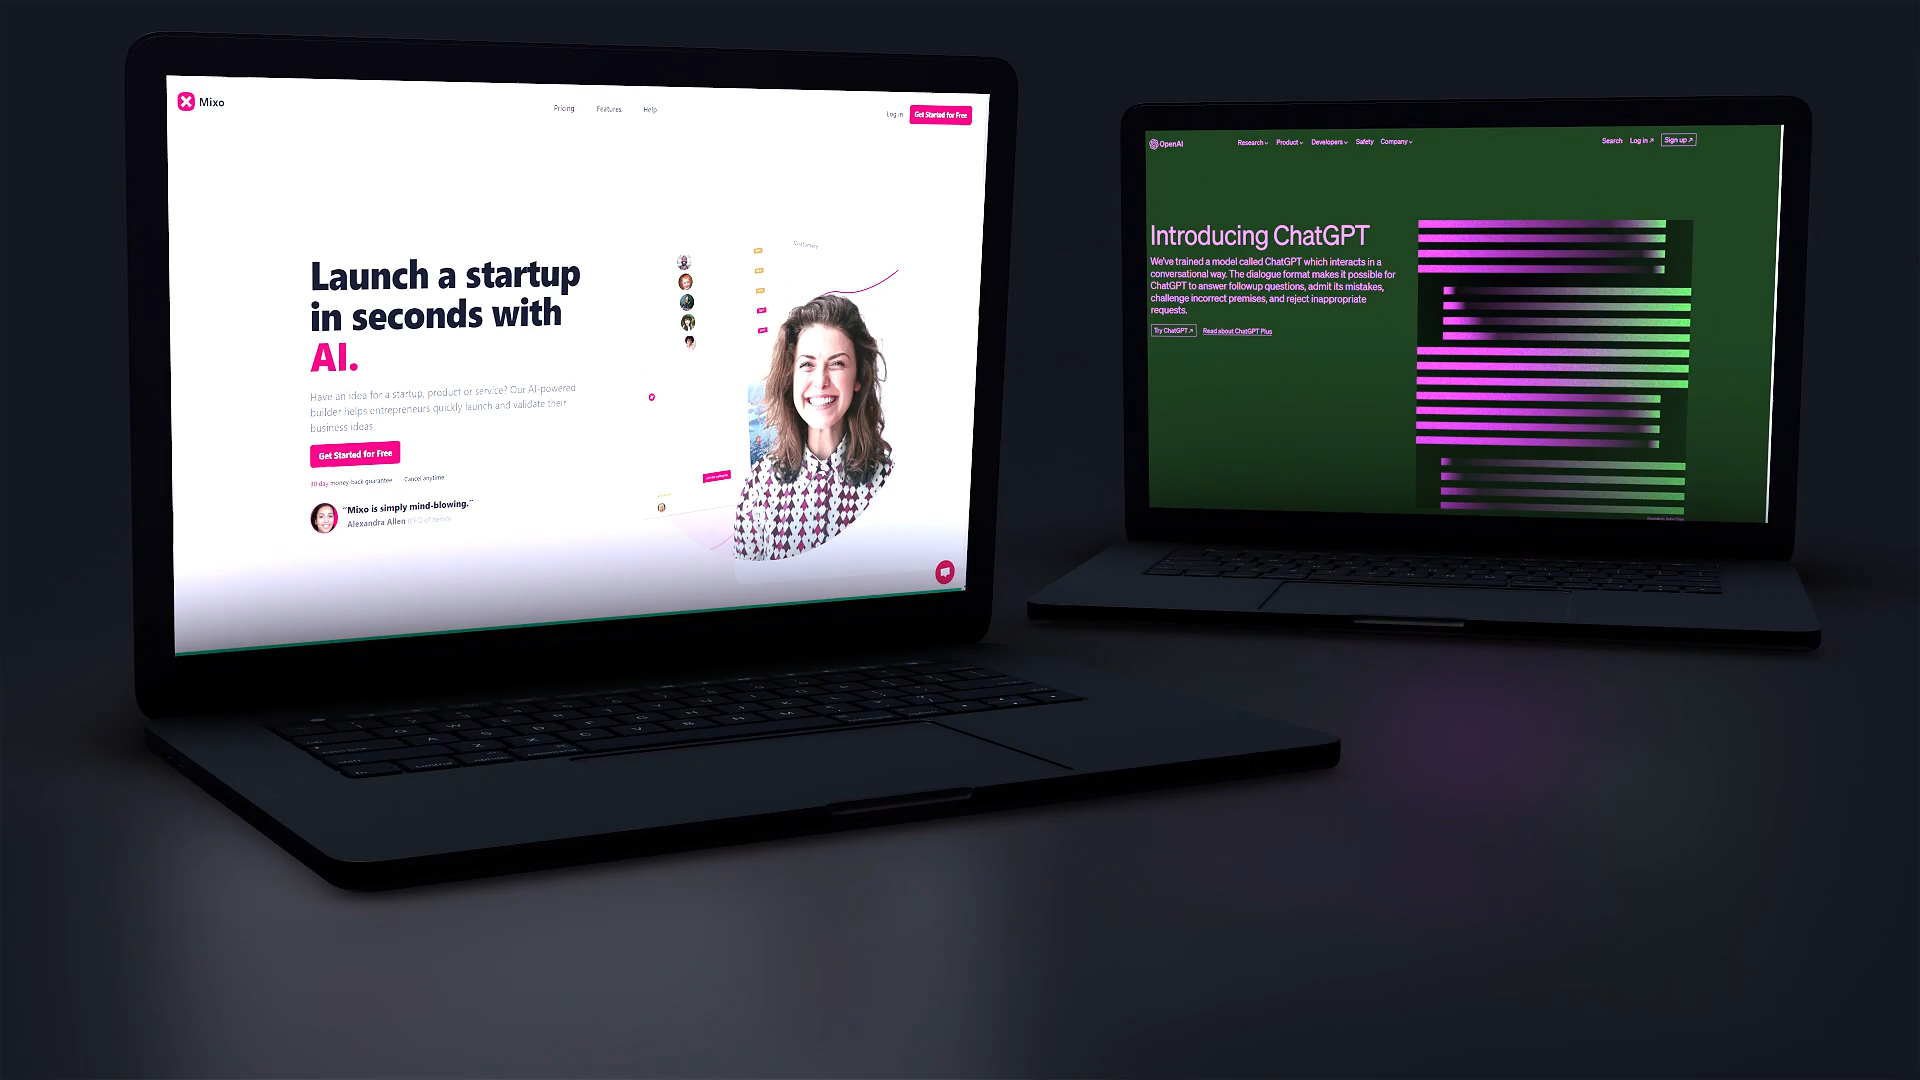 Mixo
Pricing
Features
Help
Log in
Get Started for Free
Launch a startup
in seconds with
AI.
Have an idea for a startup, product or service? Our AI-powered
builder helps entrepreneurs quickly launch and validate their
business ideas.
Get Started for Free
30 day money-back guarantee
Cancel anytime
“Mixo is simply mind-blowing.”
Alexandra Allen
Customers
OpenAI
Research
Product
Developers
Safety
Company
Search
Log in ↗
Sign up ↗
Introducing ChatGPT
We've trained a model called ChatGPT which interacts in a
conversational way. The dialogue format makes it possible for
ChatGPT to answer followup questions, admit its mistakes,
challenge incorrect premises, and reject inappropriate
requests.
Try ChatGPT ↗
Read about ChatGPT Plus